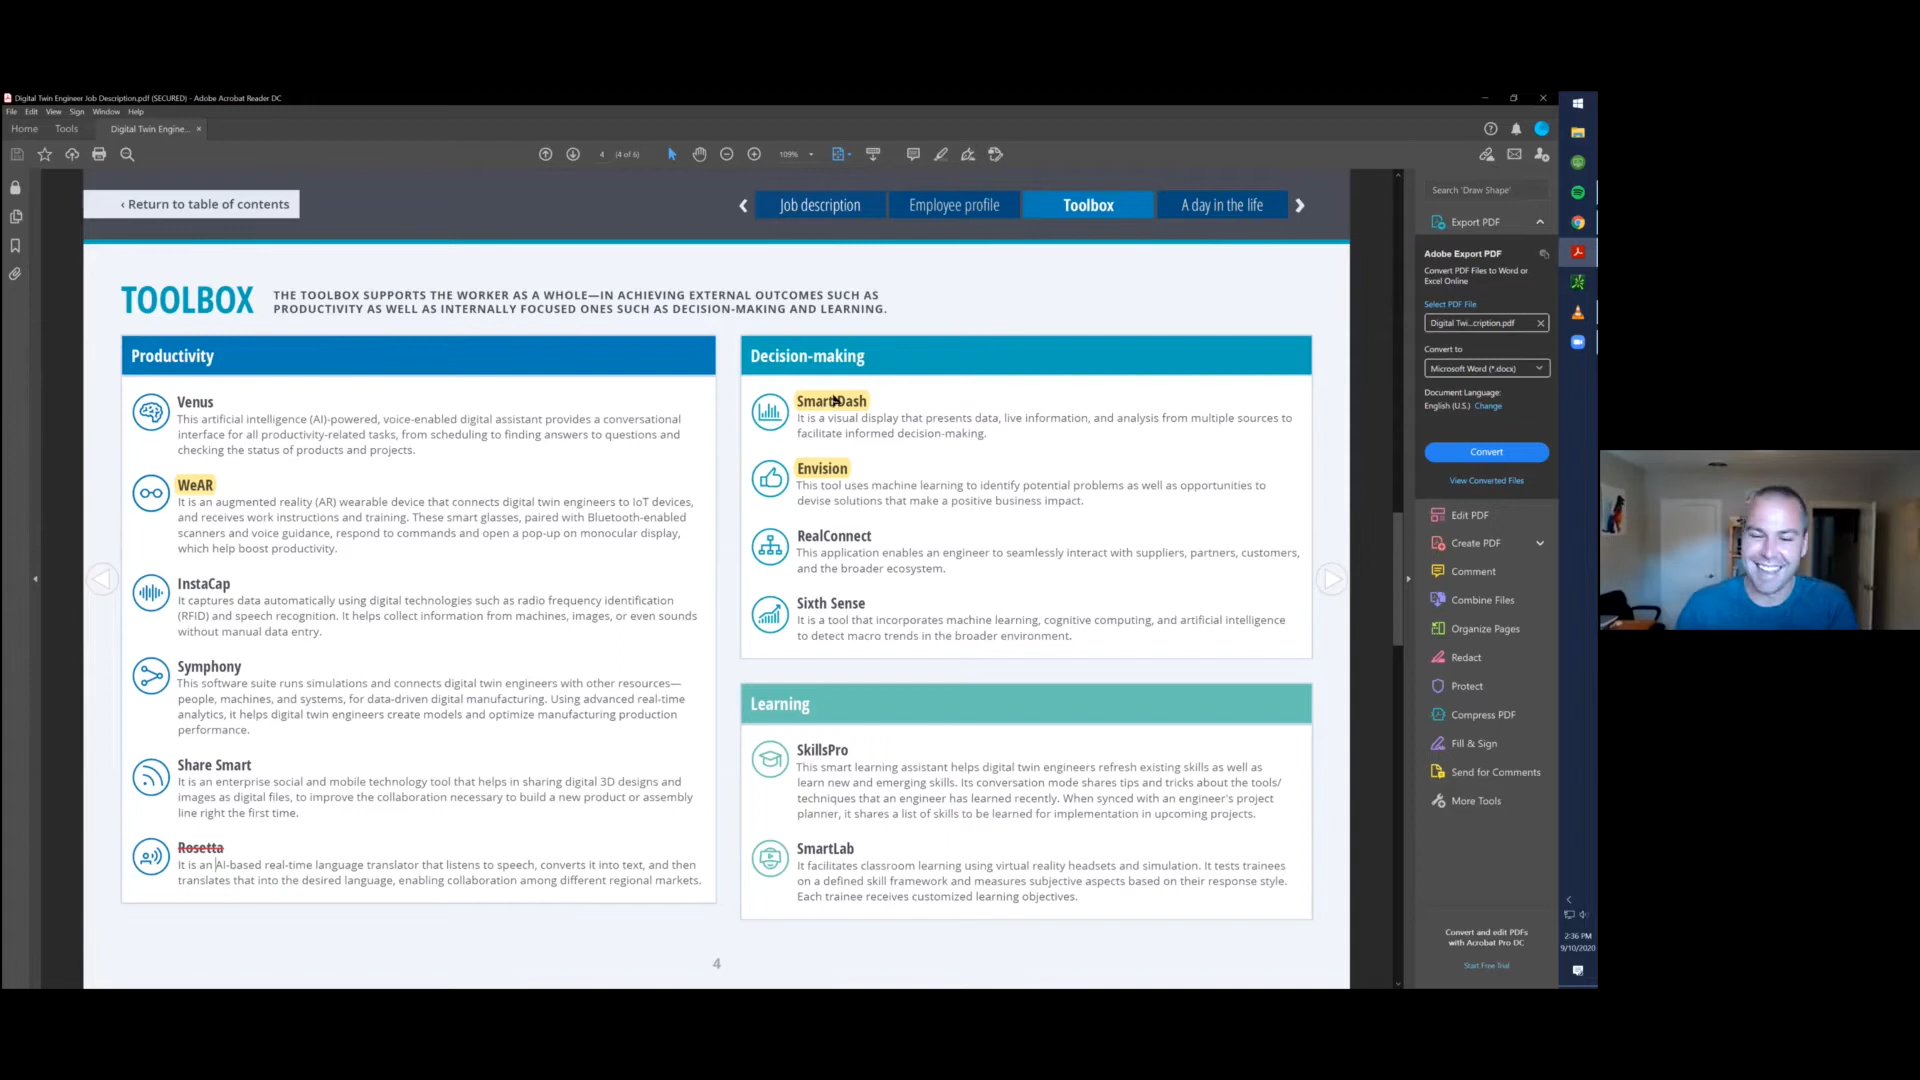 Digital Twin Engineer Job Description.pdf (SECURED) - Adobe Acrobat Reader DC
File Edit View Sign Window Help
Home Tools Digital Twin Engine... ×
4 (4 of 6) 109%
‹ Return to table of contents
Job description Employee profile Toolbox A day in the life
TOOLBOX
THE TOOLBOX SUPPORTS THE WORKER AS A WHOLE—IN ACHIEVING EXTERNAL OUTCOMES SUCH AS
PRODUCTIVITY AS WELL AS INTERNALLY FOCUSED ONES SUCH AS DECISION-MAKING AND LEARNING.
Productivity
Venus
This artificial intelligence (AI)-powered, voice-enabled digital assistant provides a conversational
interface for all productivity-related tasks, from scheduling to finding answers to questions and
checking the status of products and projects.
WeAR
It is an augmented reality (AR) wearable device that connects digital twin engineers to IoT devices,
and receives work instructions and training. These smart glasses, paired with Bluetooth-enabled
scanners and voice guidance, respond to commands and open a pop-up on monocular display,
which help boost productivity.
InstaCap
It captures data automatically using digital technologies such as radio frequency identification
(RFID) and speech recognition. It helps collect information from machines, images, or even sounds
without manual data entry.
Symphony
This software suite runs simulations and connects digital twin engineers with other resources—
people, machines, and systems, for data-driven digital manufacturing. Using advanced real-time
analytics, it helps digital twin engineers create models and optimize manufacturing production
performance.
Share Smart
It is an enterprise social and mobile technology tool that helps in sharing digital 3D designs and
images as digital files, to improve the collaboration necessary to build a new product or assembly
line right the first time.
Rosetta
It is an AI-based real-time language translator that listens to speech, converts it into text, and then
translates that into the desired language, enabling collaboration among different regional markets.
Decision-making
SmartDash
It is a visual display that presents data, live information, and analysis from multiple sources to
facilitate informed decision-making.
Envision
This tool uses machine learning to identify potential problems as well as opportunities to
devise solutions that make a positive business impact.
RealConnect
This application enables an engineer to seamlessly interact with suppliers, partners, customers,
and the broader ecosystem.
Sixth Sense
It is a tool that incorporates machine learning, cognitive computing, and artificial intelligence
to detect macro trends in the broader environment.
Learning
SkillsPro
This smart learning assistant helps digital twin engineers refresh existing skills as well as
learn new and emerging skills. Its conversation mode shares tips and tricks about the tools/
techniques that an engineer has learned recently. When synced with an engineer's project
planner, it shares a list of skills to be learned for implementation in upcoming projects.
SmartLab
It facilitates classroom learning using virtual reality headsets and simulation. It tests trainees
on a defined skill framework and measures subjective aspects based on their response style.
Each trainee receives customized learning objectives.
4
Search 'Draw Shape'
Export PDF
Adobe Export PDF
Convert PDF Files to Word or
Excel Online
Select PDF File
Digital Twi...cription.pdf
Convert to
Microsoft Word (*.docx)
Document Language:
English (U.S.) Change
Convert
View Converted Files
Edit PDF
Create PDF
Comment
Combine Files
Organize Pages
Redact
Protect
Compress PDF
Fill & Sign
Send for Comments
More Tools
Convert and edit PDFs
with Acrobat Pro DC
Start Free Trial
2:36 PM
9/10/2020